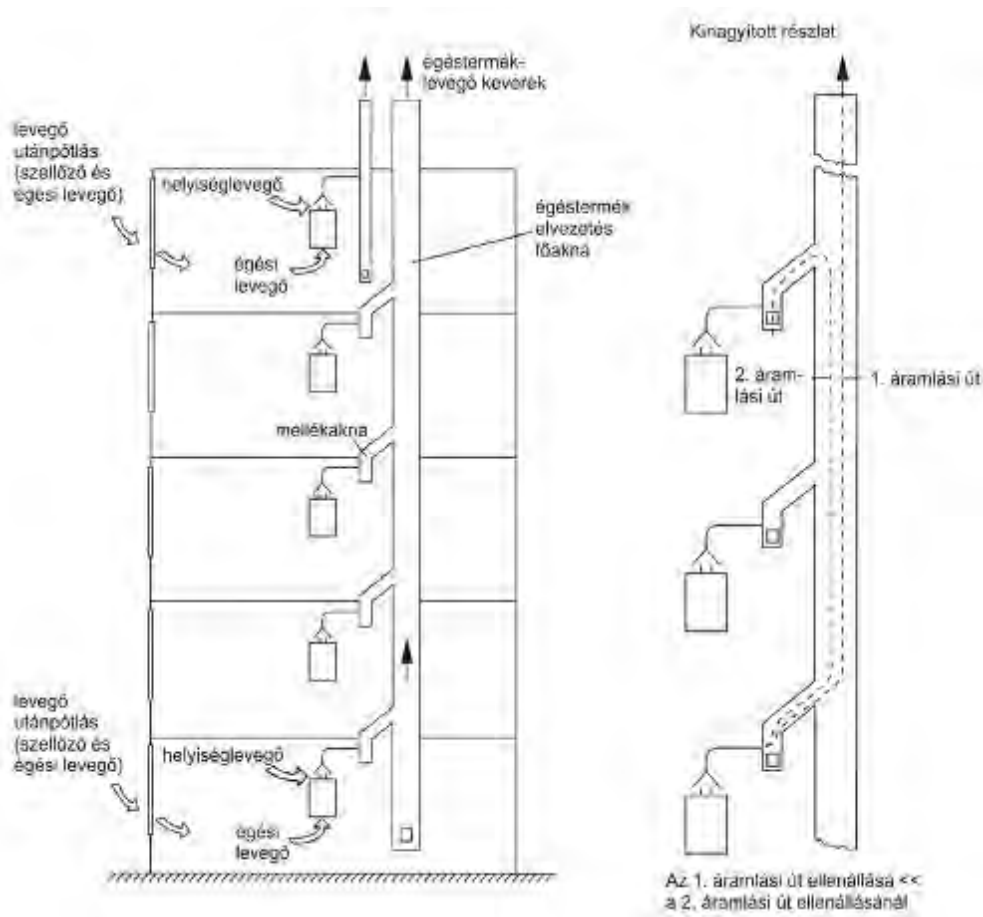 Kinagyított részlet
égéstermék-
levegő keverék
levegő
utánpótlás
(szellőző és
égési levegő)
helyiséglevegő
égési
levegő
égéstermék
elvezetés
főakna
mellékakna
2. áram-
lási út
1. áramlási út
levegő
utánpótlás
(szellőző és
égési levegő)
helyiséglevegő
égési
levegő
Az 1. áramlási út ellenállása <<
a 2. áramlási út ellenállásánál